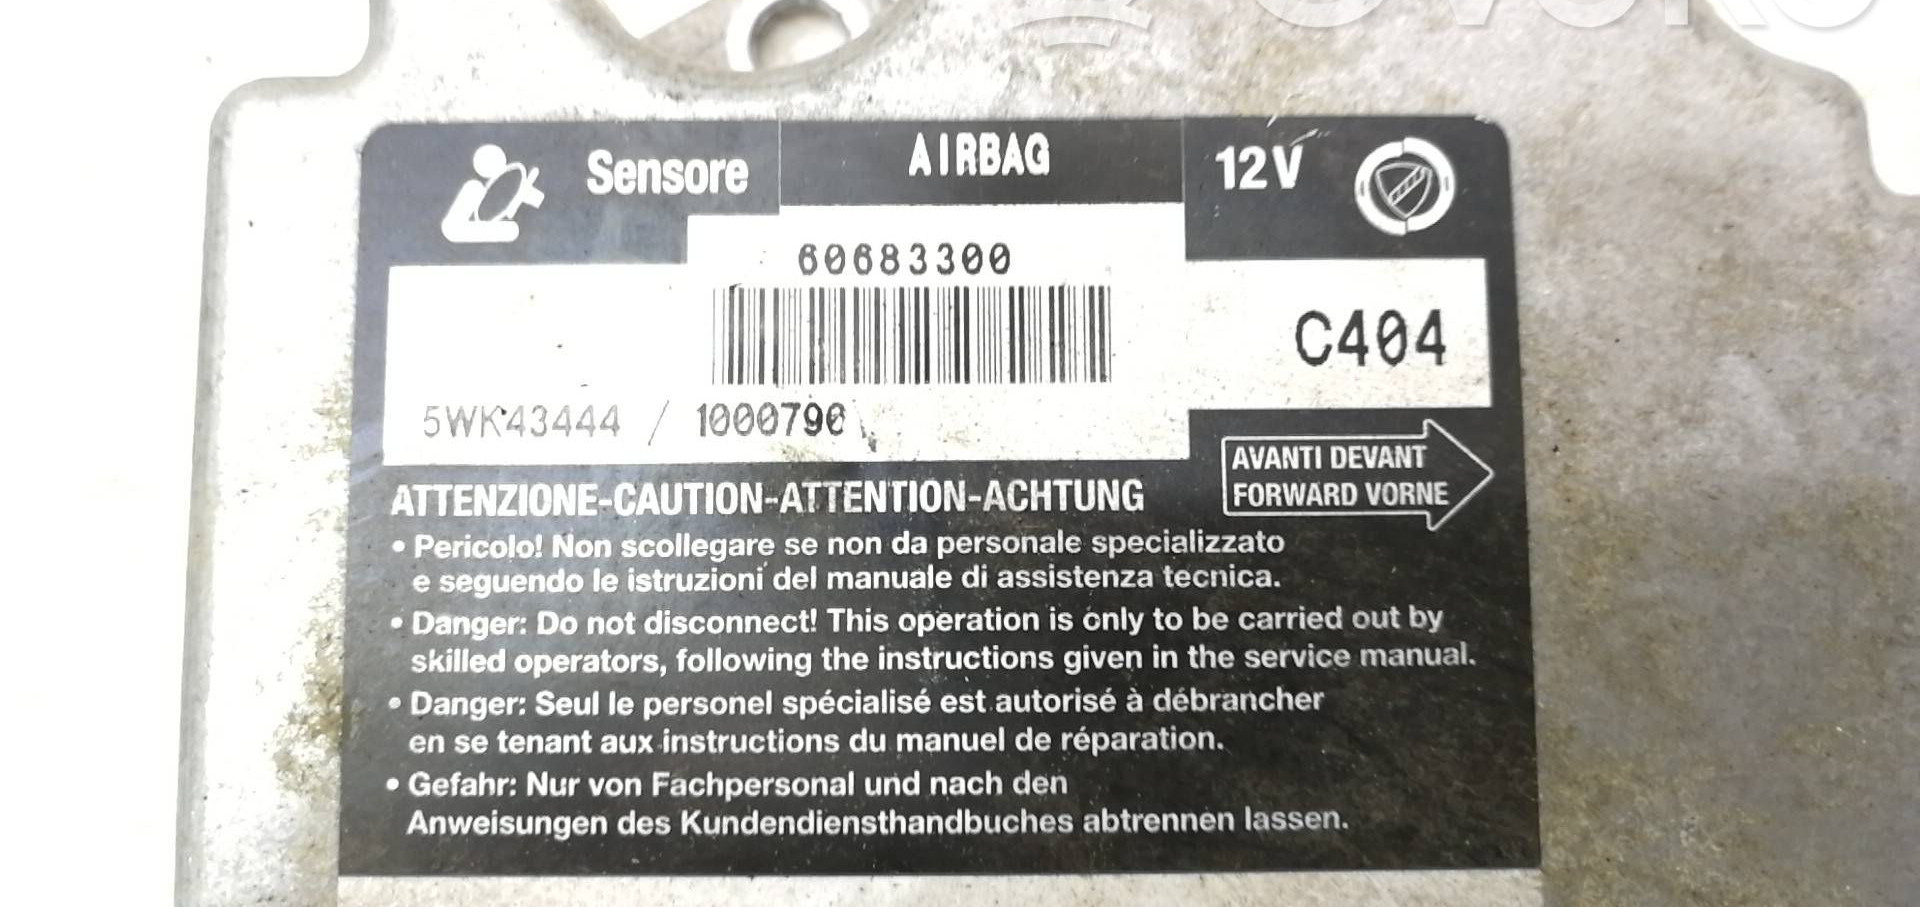 Sensore AIRBAG 12V
60683300
C404
5WK43444 / 1000790
AVANTI DEVANT
FORWARD VORNE
ATTENZIONE-CAUTION-ATTENTION-ACHTUNG
• Pericolo! Non scollegare se non da personale specializzato
e seguendo le istruzioni del manuale di assistenza tecnica.
• Danger: Do not disconnect! This operation is only to be carried out by
skilled operators, following the instructions given in the service manual.
• Danger: Seul le personel spécialisé est autorisé à débrancher
en se tenant aux instructions du manuel de réparation.
• Gefahr: Nur von Fachpersonal und nach den
Anweisungen des Kundendiensthandbuches abtrennen lassen.